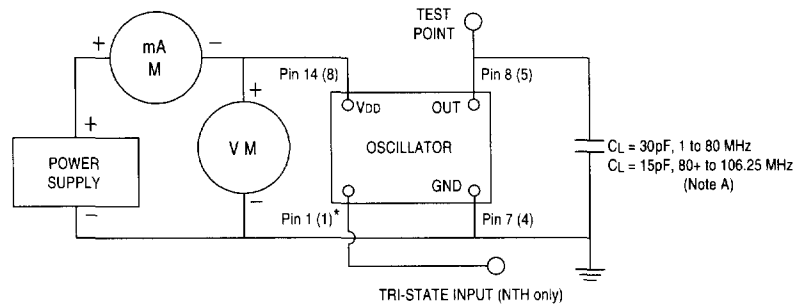 TEST
POINT
+
mA
M
−
Pin 14 (8)
Pin 8 (5)
+
+
VDD
OUT
POWER
SUPPLY
V M
OSCILLATOR
CL = 30pF, 1 to 80 MHz
CL = 15pF, 80+ to 106.25 MHz
(Note A)
GND
−
−
Pin 1 (1)*
Pin 7 (4)
TRI-STATE INPUT (NTH only)